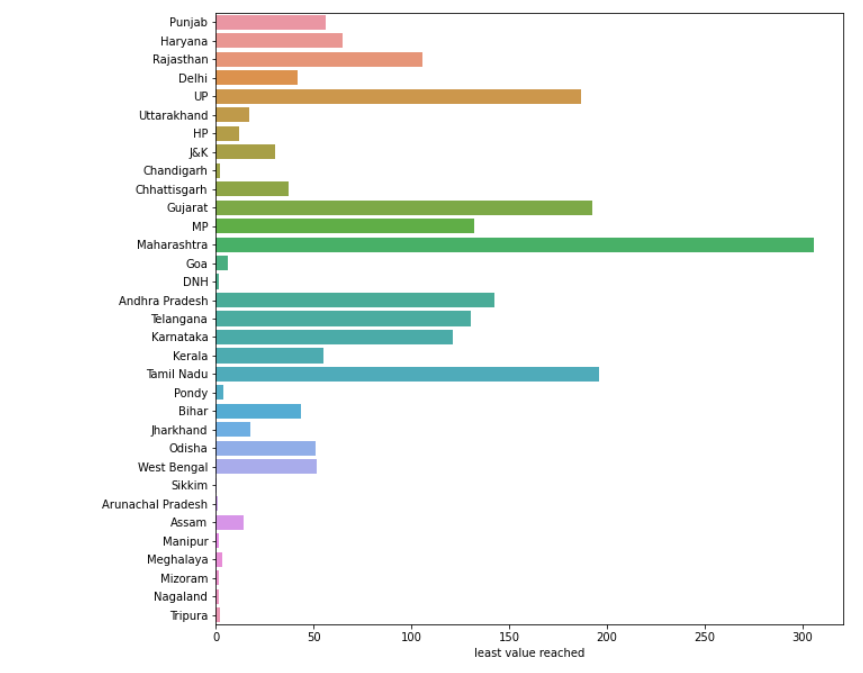 Punjab
Haryana
Rajasthan
Delhi
UP
Uttarakhand
HP
J&K
Chandigarh
Chhattisgarh
Gujarat
MP
Maharashtra
Goa
DNH
Andhra Pradesh
Telangana
Karnataka
Kerala
Tamil Nadu
Pondy
Bihar
Jharkhand
Odisha
West Bengal
Sikkim
Arunachal Pradesh
Assam
Manipur
Meghalaya
Mizoram
Nagaland
Tripura
0 50 100 150 200 250 300
least value reached